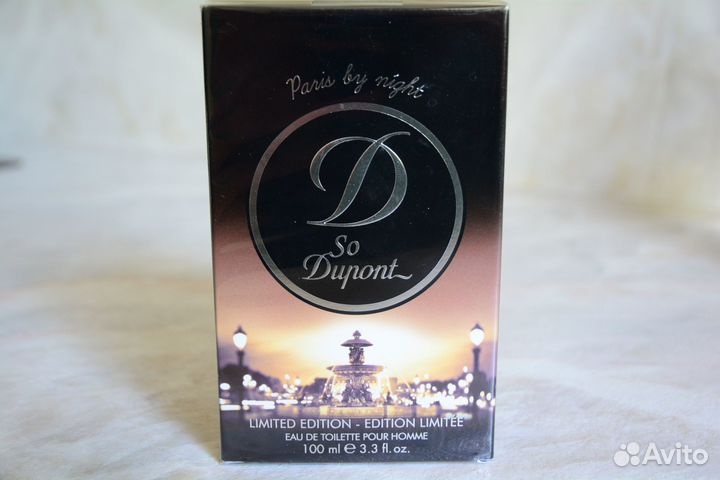 Paris by night
D
So
Dupont
LIMITED EDITION - EDITION LIMITÉE
EAU DE TOILETTE POUR HOMME
100 ml ℮ 3.3 fl. oz.
Avito